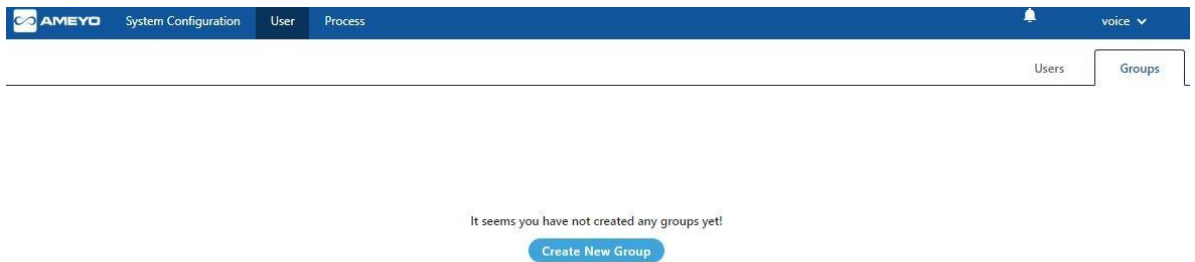 AMEYO System Configuration User Process voice
Users Groups
It seems you have not created any groups yet!
Create New Group